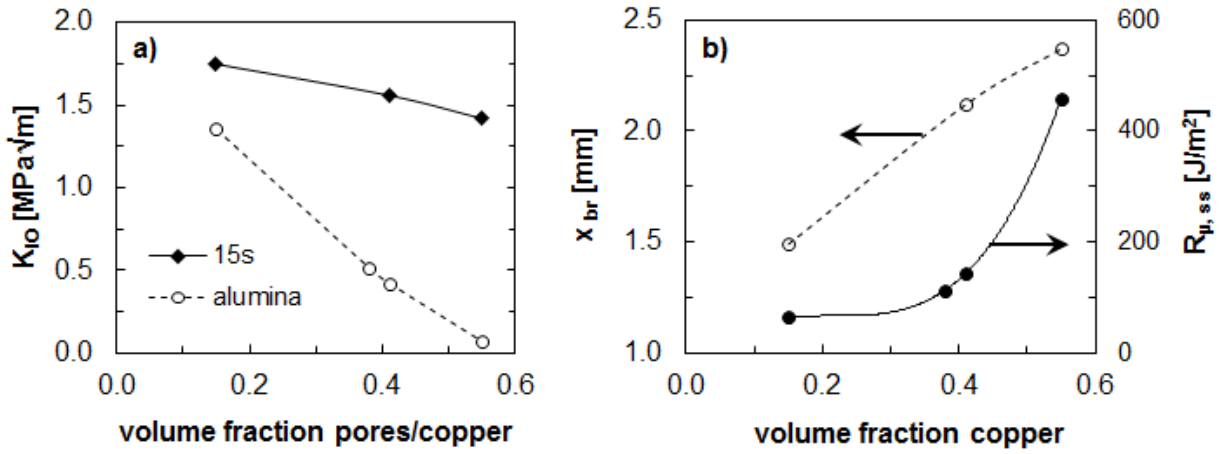 a)
2.0
1.5
1.0
0.5
0.0
K_IO [MPa√m]
15s
alumina
0.0 0.2 0.4 0.6
volume fraction pores/copper
b)
2.5
2.0
1.5
1.0
x_br [mm]
600
400
200
0
R_μ,ss [J/m²]
0.0 0.2 0.4 0.6
volume fraction copper